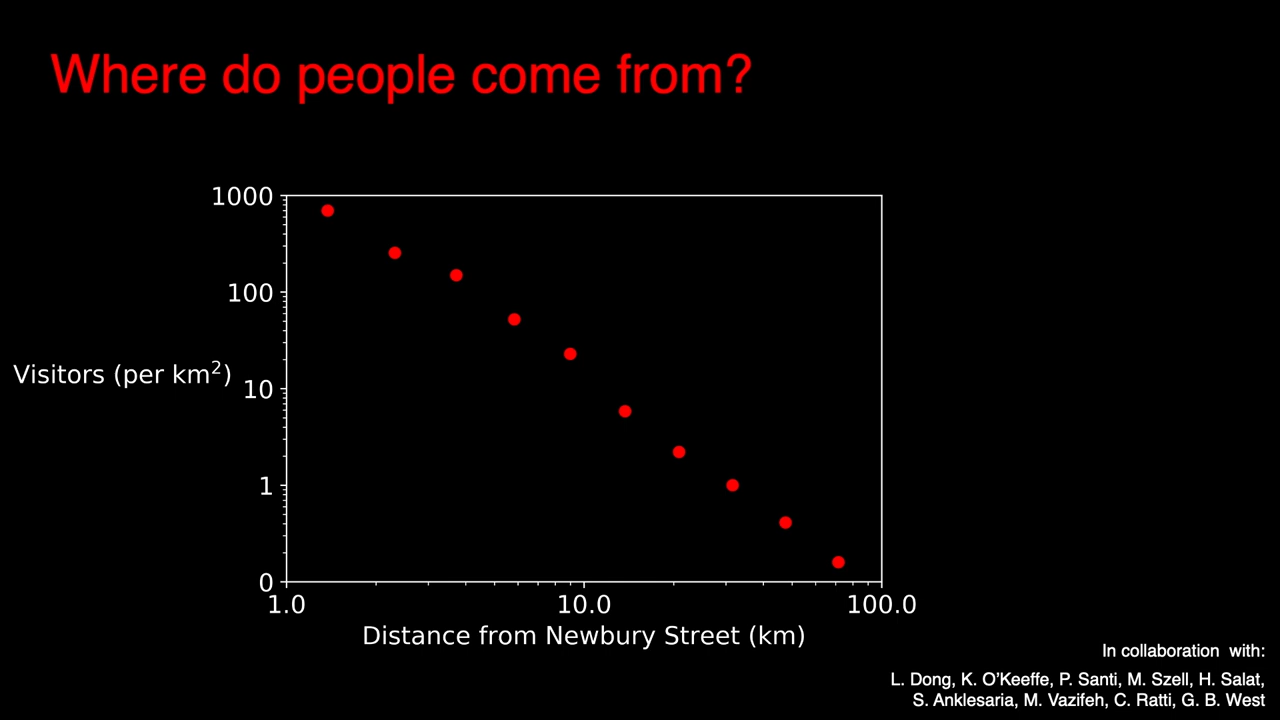 Where do people come from?
1000
100
Visitors (per km²)
10
1
0
1.0 10.0 100.0
Distance from Newbury Street (km)
In collaboration with:
L. Dong, K. O’Keeffe, P. Santi, M. Szell, H. Salat,
S. Anklesaria, M. Vazifeh, C. Ratti, G. B. West